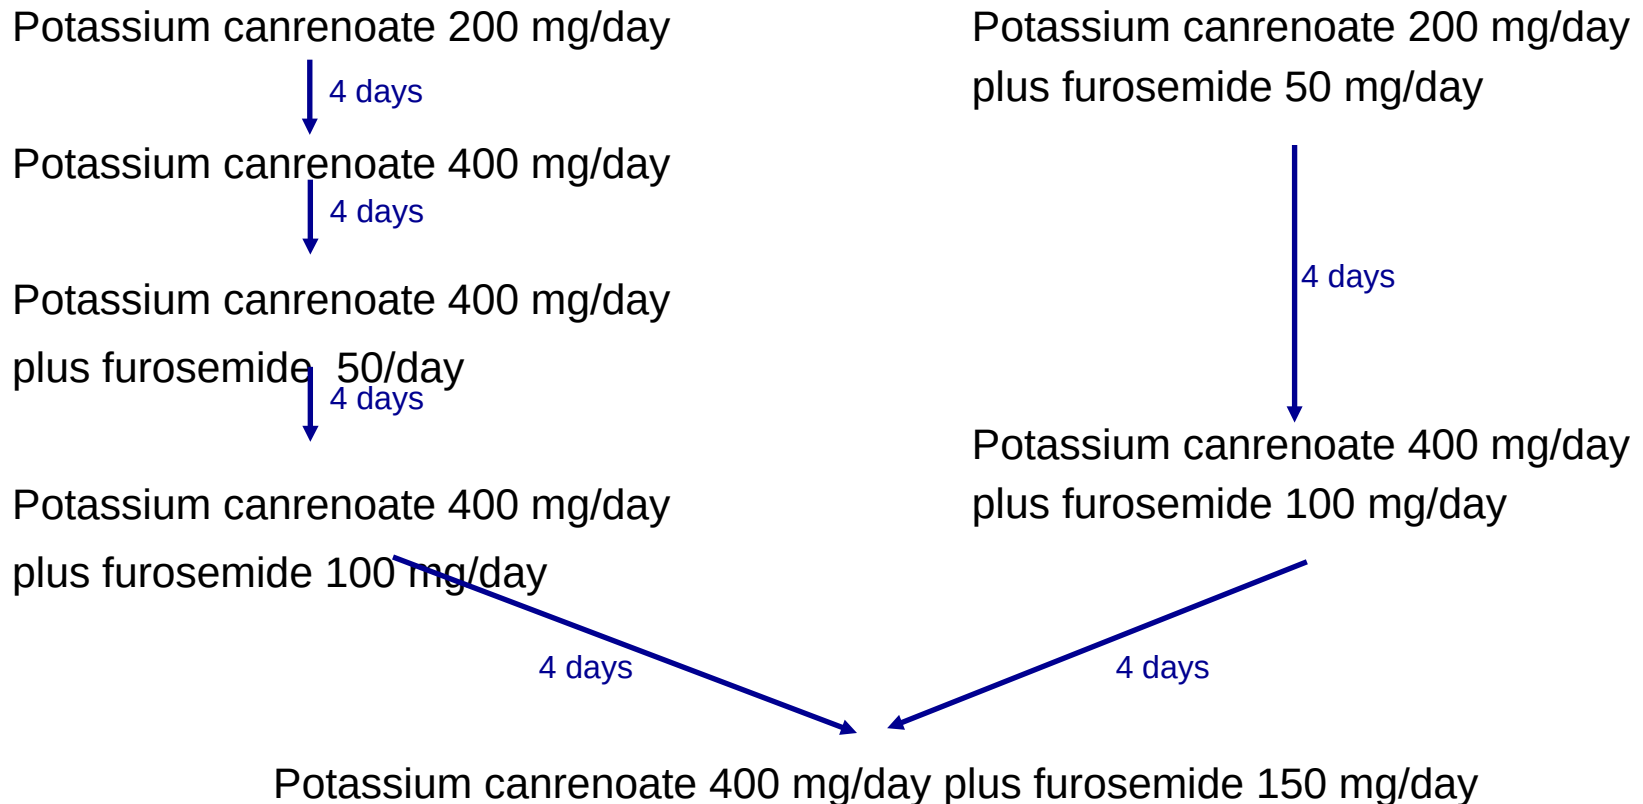 Potassium canrenoate 200 mg/day
4 days
Potassium canrenoate 400 mg/day
4 days
Potassium canrenoate 400 mg/day
plus furosemide  50/day
4 days
Potassium canrenoate 400 mg/day
plus furosemide 100 mg/day
4 days
Potassium canrenoate 200 mg/day
plus furosemide 50 mg/day
4 days
Potassium canrenoate 400 mg/day
plus furosemide 100 mg/day
4 days
Potassium canrenoate 400 mg/day plus furosemide 150 mg/day